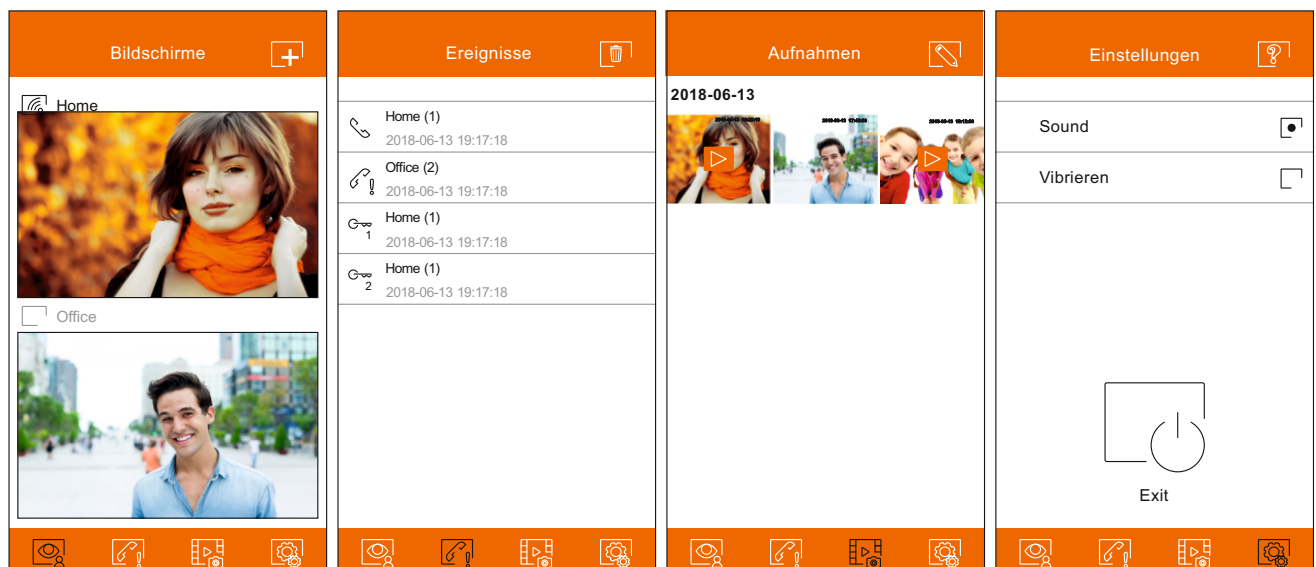 Bildschirme
Home
Office
Ereignisse
Home (1)
2018-06-13 19:17:18
Office (2)
2018-06-13 19:17:18
Home (1)
2018-06-13 19:17:18
1
Home (1)
2018-06-13 19:17:18
2
Aufnahmen
2018-06-13
Einstellungen
Sound
Vibrieren
Exit